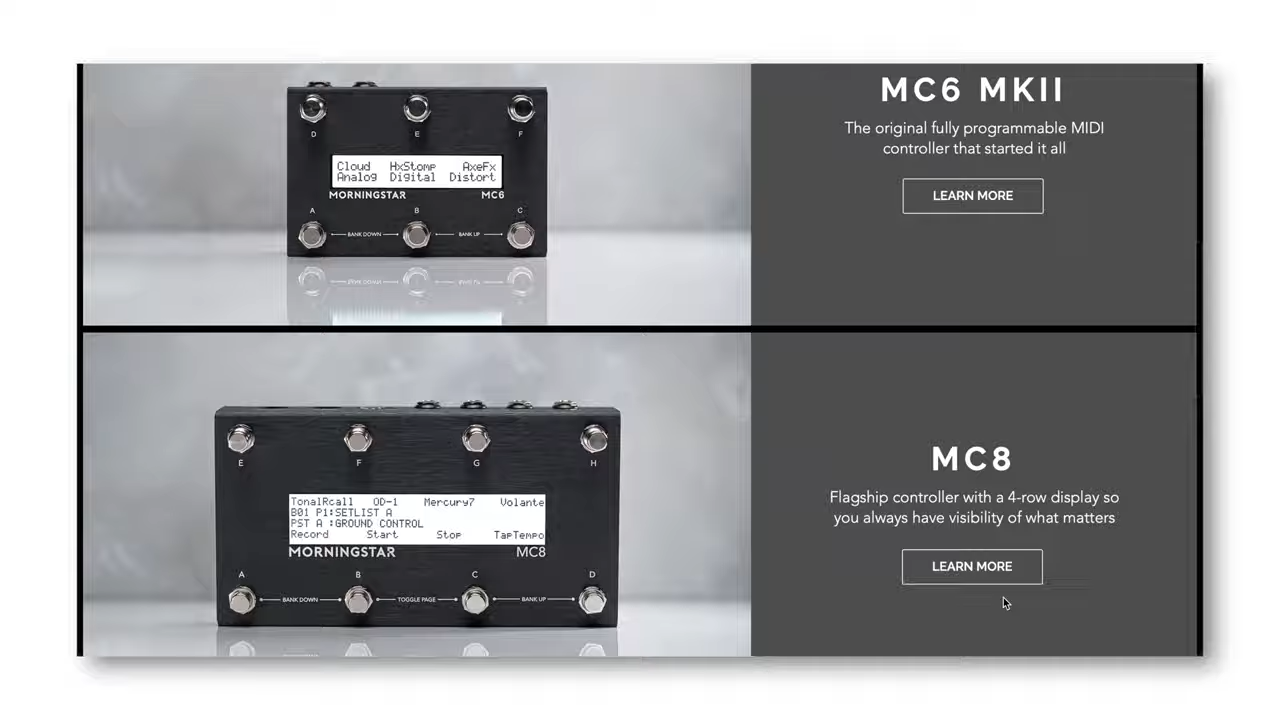 MC6 MKII
The original fully programmable MIDI
controller that started it all
LEARN MORE
D E F
Cloud HxStomp AxeFx
Analog Digital Distort
MORNINGSTAR MC6
A B C
BANK DOWN BANK UP
MC8
Flagship controller with a 4-row display so
you always have visibility of what matters
LEARN MORE
E F G H
TonalRcall OD-1 Mercury7 Volante
B01 P1:SETLIST A
PST A :GROUND CONTROL
Record Start Stop TapTempo
MORNINGSTAR MC8
A B C D
BANK DOWN TOGGLE PAGE BANK UP